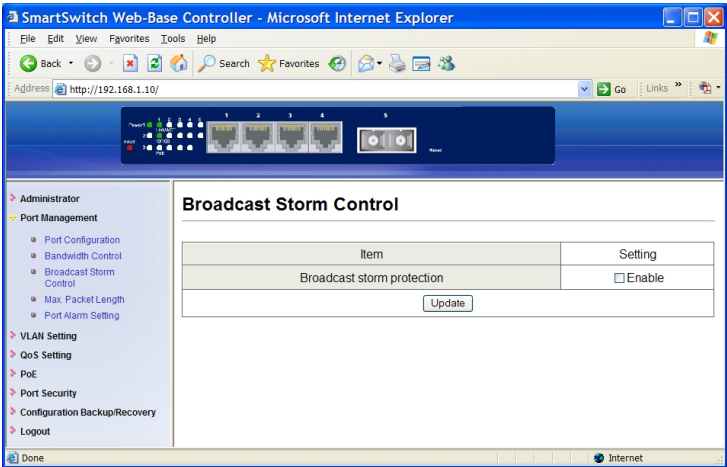 SmartSwitch Web-Base Controller - Microsoft Internet Explorer
File Edit View Favorites Tools Help
Back Search Favorites
Address http://192.168.1.10/ Go Links »
1 2 3 4 5
Administrator
Port Management
Port Configuration
Bandwidth Control
Broadcast Storm
Control
Max. Packet Length
Port Alarm Setting
VLAN Setting
QoS Setting
PoE
Port Security
Configuration Backup/Recovery
Logout
Broadcast Storm Control
Item Setting
Broadcast storm protection Enable
Update
Done Internet